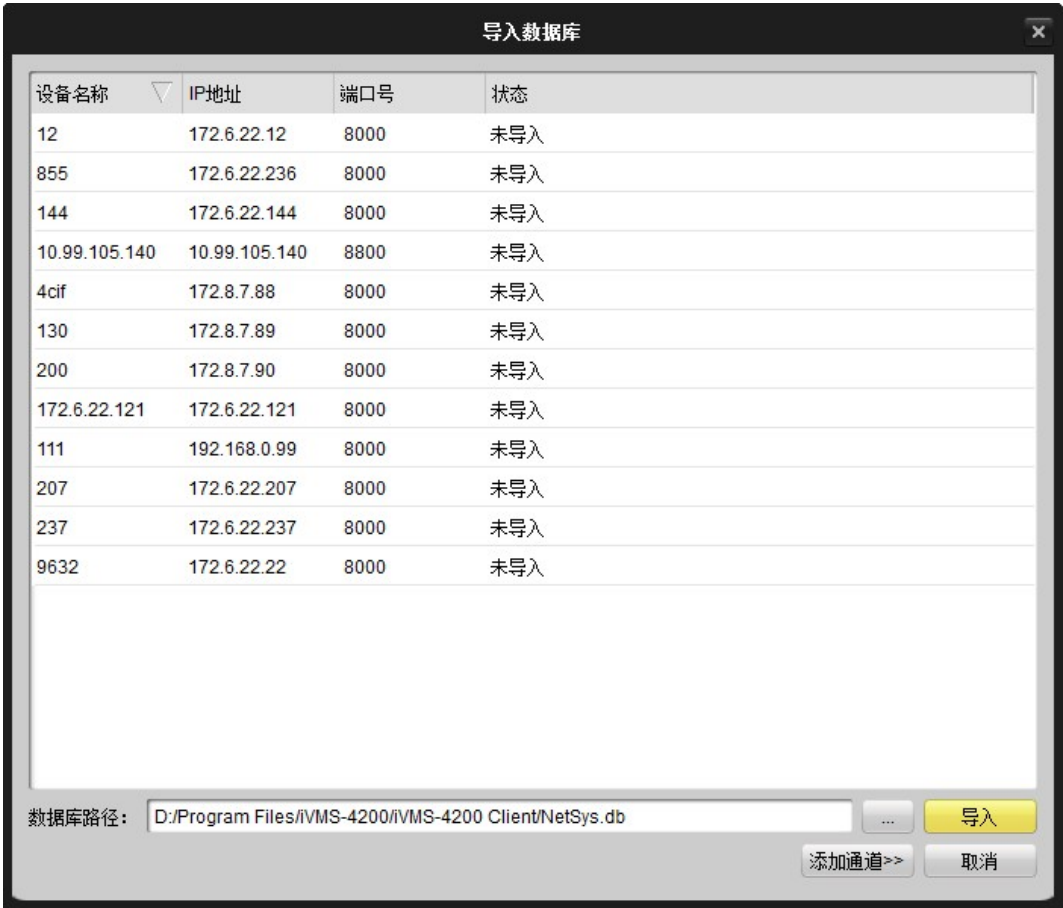 导入数据库
设备名称 IP地址 端口号 状态
12 172.6.22.12 8000 未导入
855 172.6.22.236 8000 未导入
144 172.6.22.144 8000 未导入
10.99.105.140 10.99.105.140 8800 未导入
4cif 172.8.7.88 8000 未导入
130 172.8.7.89 8000 未导入
200 172.8.7.90 8000 未导入
172.6.22.121 172.6.22.121 8000 未导入
111 192.168.0.99 8000 未导入
207 172.6.22.207 8000 未导入
237 172.6.22.237 8000 未导入
9632 172.6.22.22 8000 未导入
数据库路径： D:/Program Files/iVMS-4200/iVMS-4200 Client/NetSys.db ... 导入
添加通道>> 取消